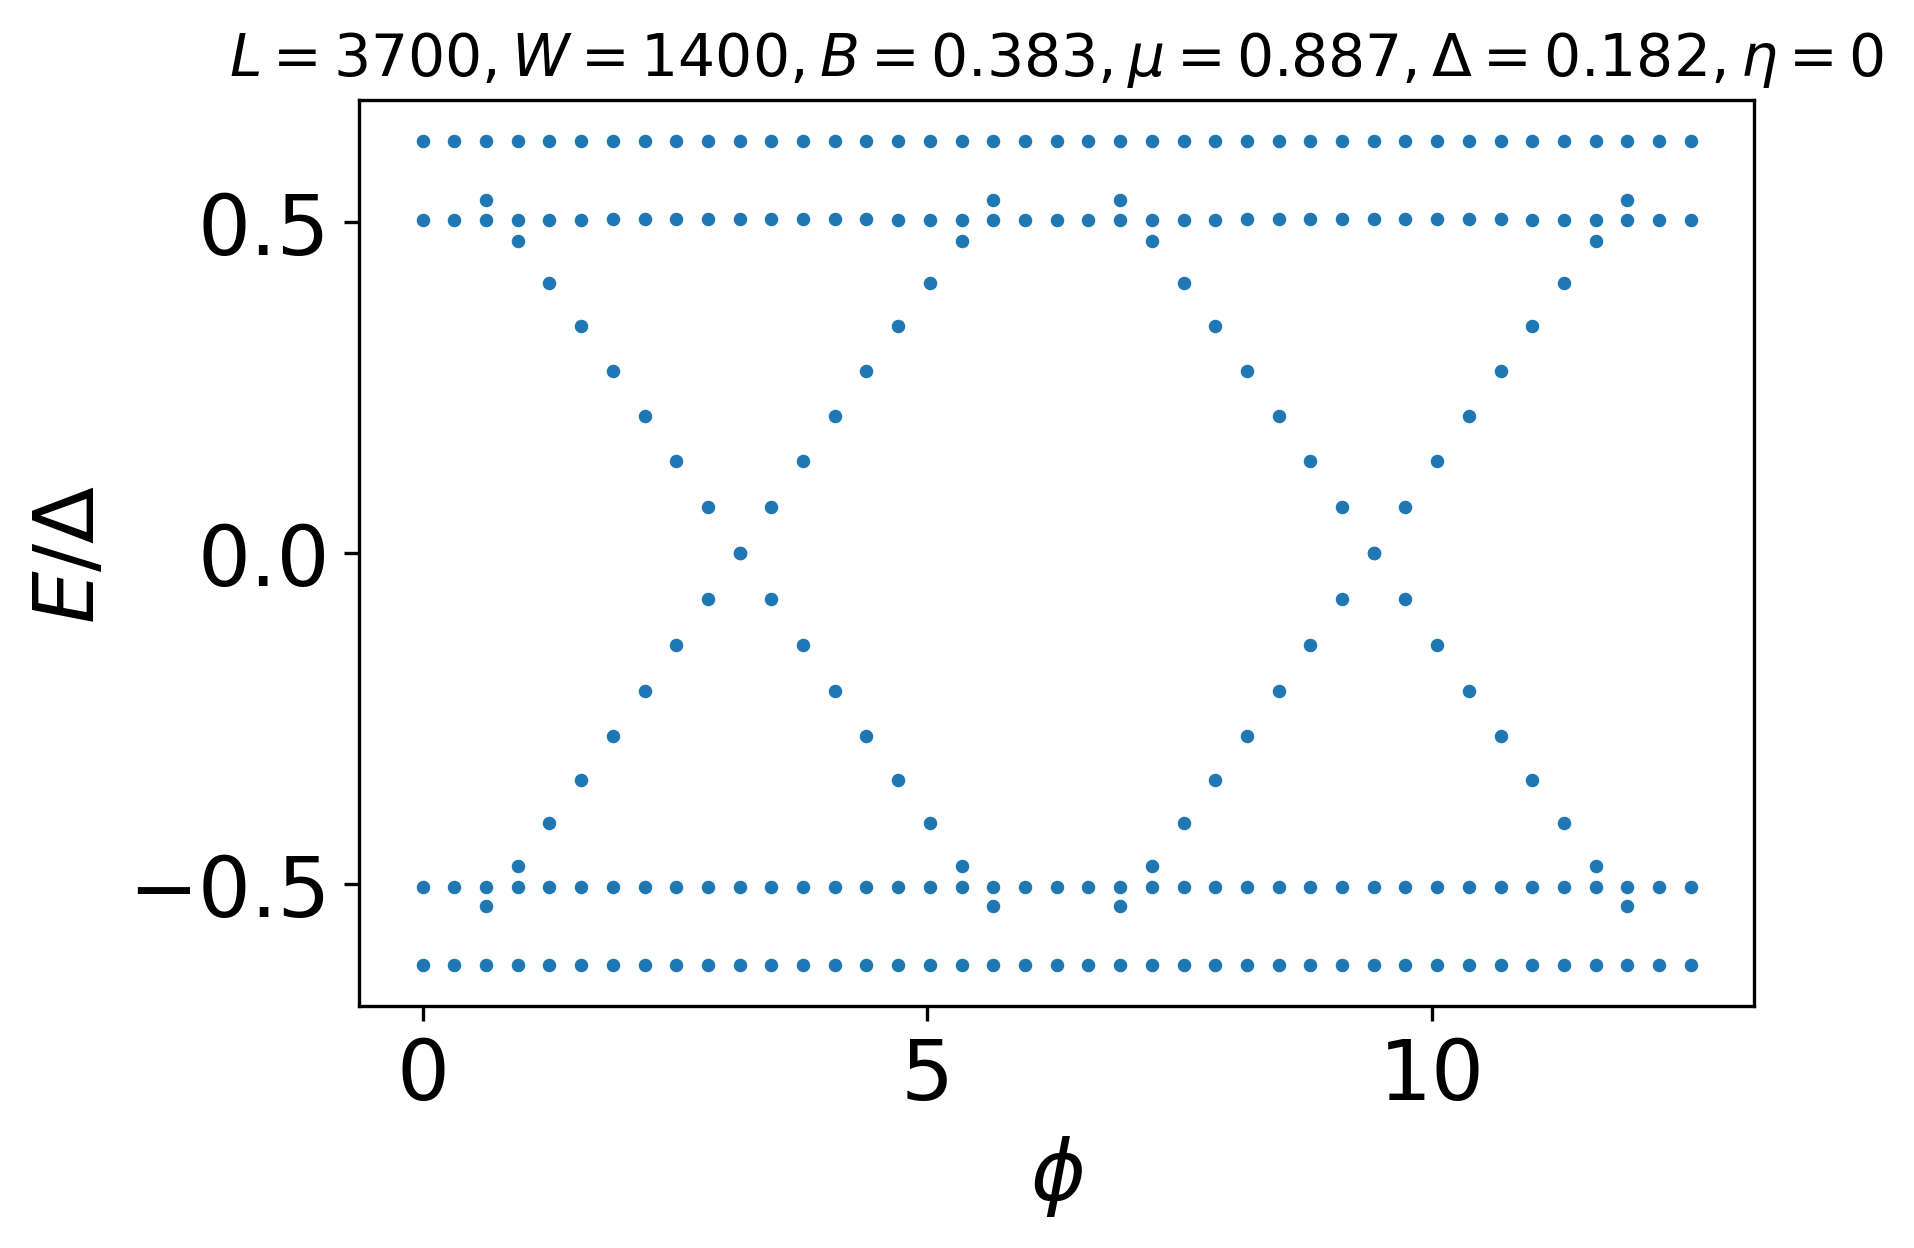 L = 3700, W = 1400, B = 0.383, μ = 0.887, Δ = 0.182, η = 0
0.5
0.0
−0.5
E/Δ
0 5 10
ϕ